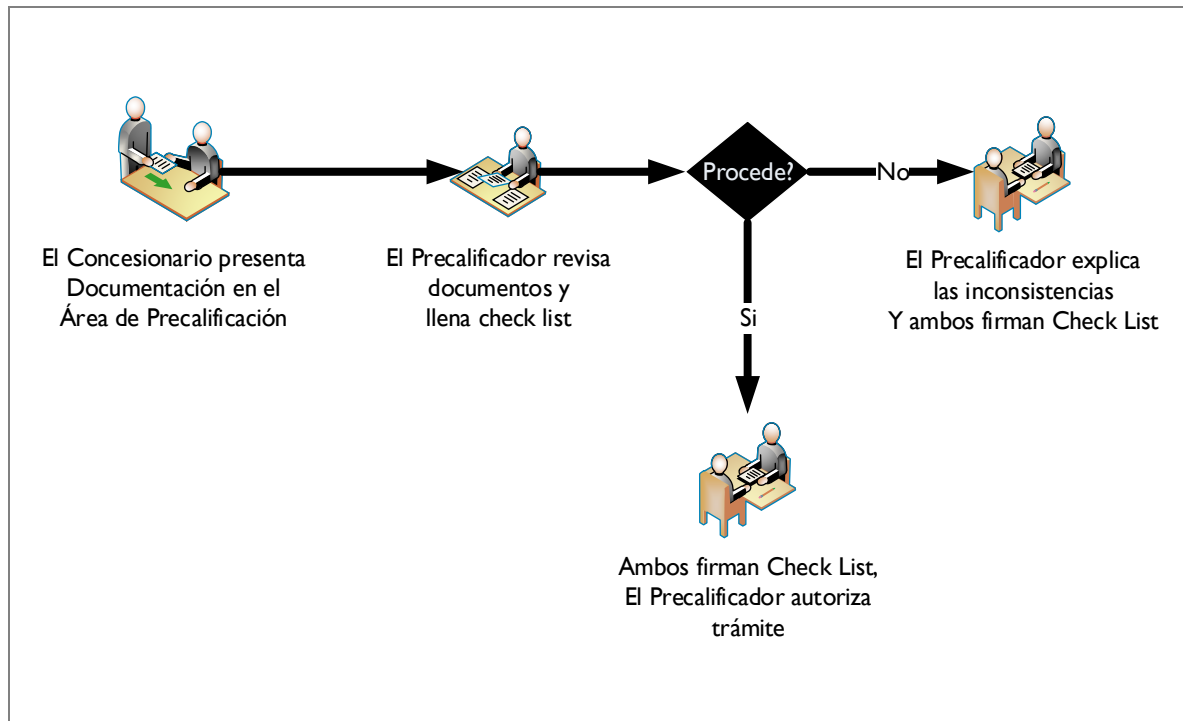 El Concesionario presenta
Documentación en el
Área de Precalificación
El Precalificador revisa
documentos y
llena check list
Procede?
No
El Precalificador explica
las inconsistencias
Y ambos firman Check List
Si
Ambos firman Check List,
El Precalificador autoriza
trámite